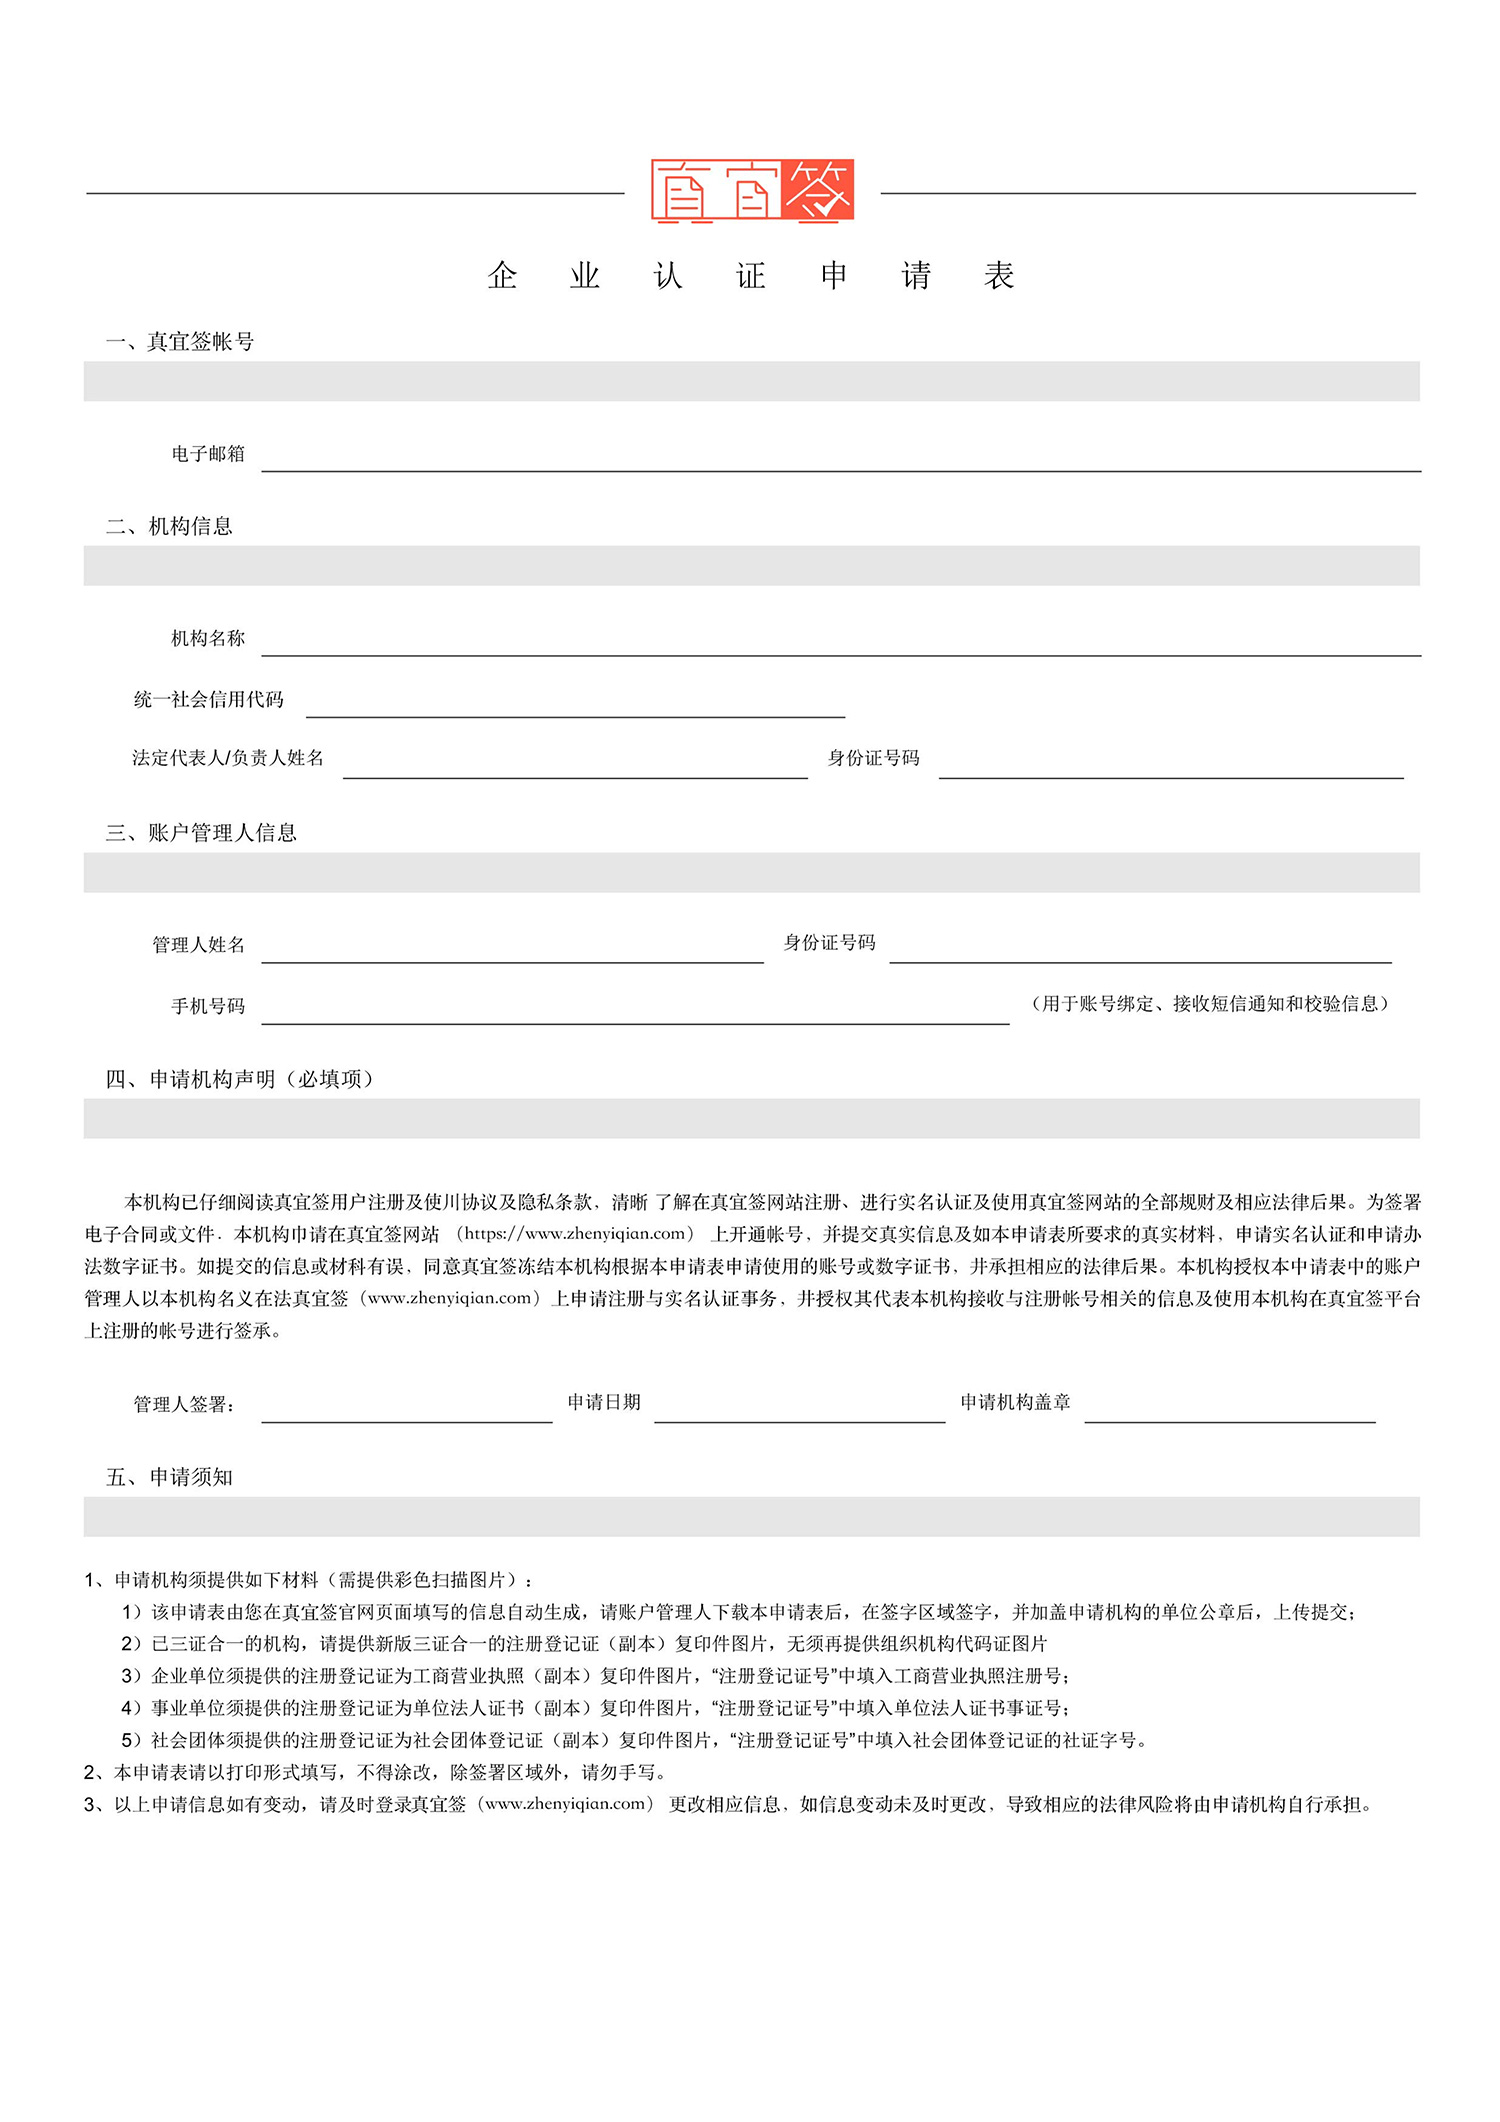 真宜签
企业认证申请表
一、真宜签帐号
电子邮箱
二、机构信息
机构名称
统一社会信用代码
法定代表人/负责人姓名 身份证号码
三、账户管理人信息
管理人姓名 身份证号码
手机号码 （用于账号绑定、接收短信通知和校验信息）
四、申请机构声明（必填项）
本机构已仔细阅读真宜签用户注册及使川协议及隐私条款，清晰 了解在真宜签网站注册、进行实名认证及使用真宜签网站的全部规财及相应法律后果。为签署
电子合同或文件．本机构巾请在真宜签网站 （https://www.zhenyiqian.com） 上开通帐号，并提交真实信息及如本申请表所要求的真实材料，申请实名认证和申请办
法数字证书。如提交的信息或材科有误，同意真宜签冻结本机构根据本申请表申请使用的账号或数字证书，井承担相应的法律后果。本机构授权本中请表中的账户
管理人以本机构名义在法真宜签（www.zhenyiqian.com）上申请注册与实名认证事务，井授权其代表本机构接收与注册帐号相关的信息及使用本机构在真宜签平台
上注册的帐号进行签承。
管理人签署： 申请日期 申请机构盖章
五、申请须知
1、申请机构须提供如下材料（需提供彩色扫描图片）：
1）该申请表由您在真宜签官网页面填写的信息自动生成，请账户管理人下载本申请表后，在签字区域签字，并加盖申请机构的单位公章后，上传提交；
2）已三证合一的机构，请提供新版三证合一的注册登记证（副本）复印件图片，无须再提供组织机构代码证图片
3）企业单位须提供的注册登记证为工商营业执照（副本）复印件图片，“注册登记证号”中填入工商营业执照注册号；
4）事业单位须提供的注册登记证为单位法人证书（副本）复印件图片，“注册登记证号”中填入单位法人证书事证号；
5）社会团体须提供的注册登记证为社会团体登记证（副本）复印件图片，“注册登记证号”中填入社会团体登记证的社证字号。
2、本申请表请以打印形式填写，不得涂改，除签署区域外，请勿手写。
3、以上申请信息如有变动，请及时登录真宜签（www.zhenyiqian.com） 更改相应信息，如信息变动未及时更改，导致相应的法律风险将由申请机构自行承担。